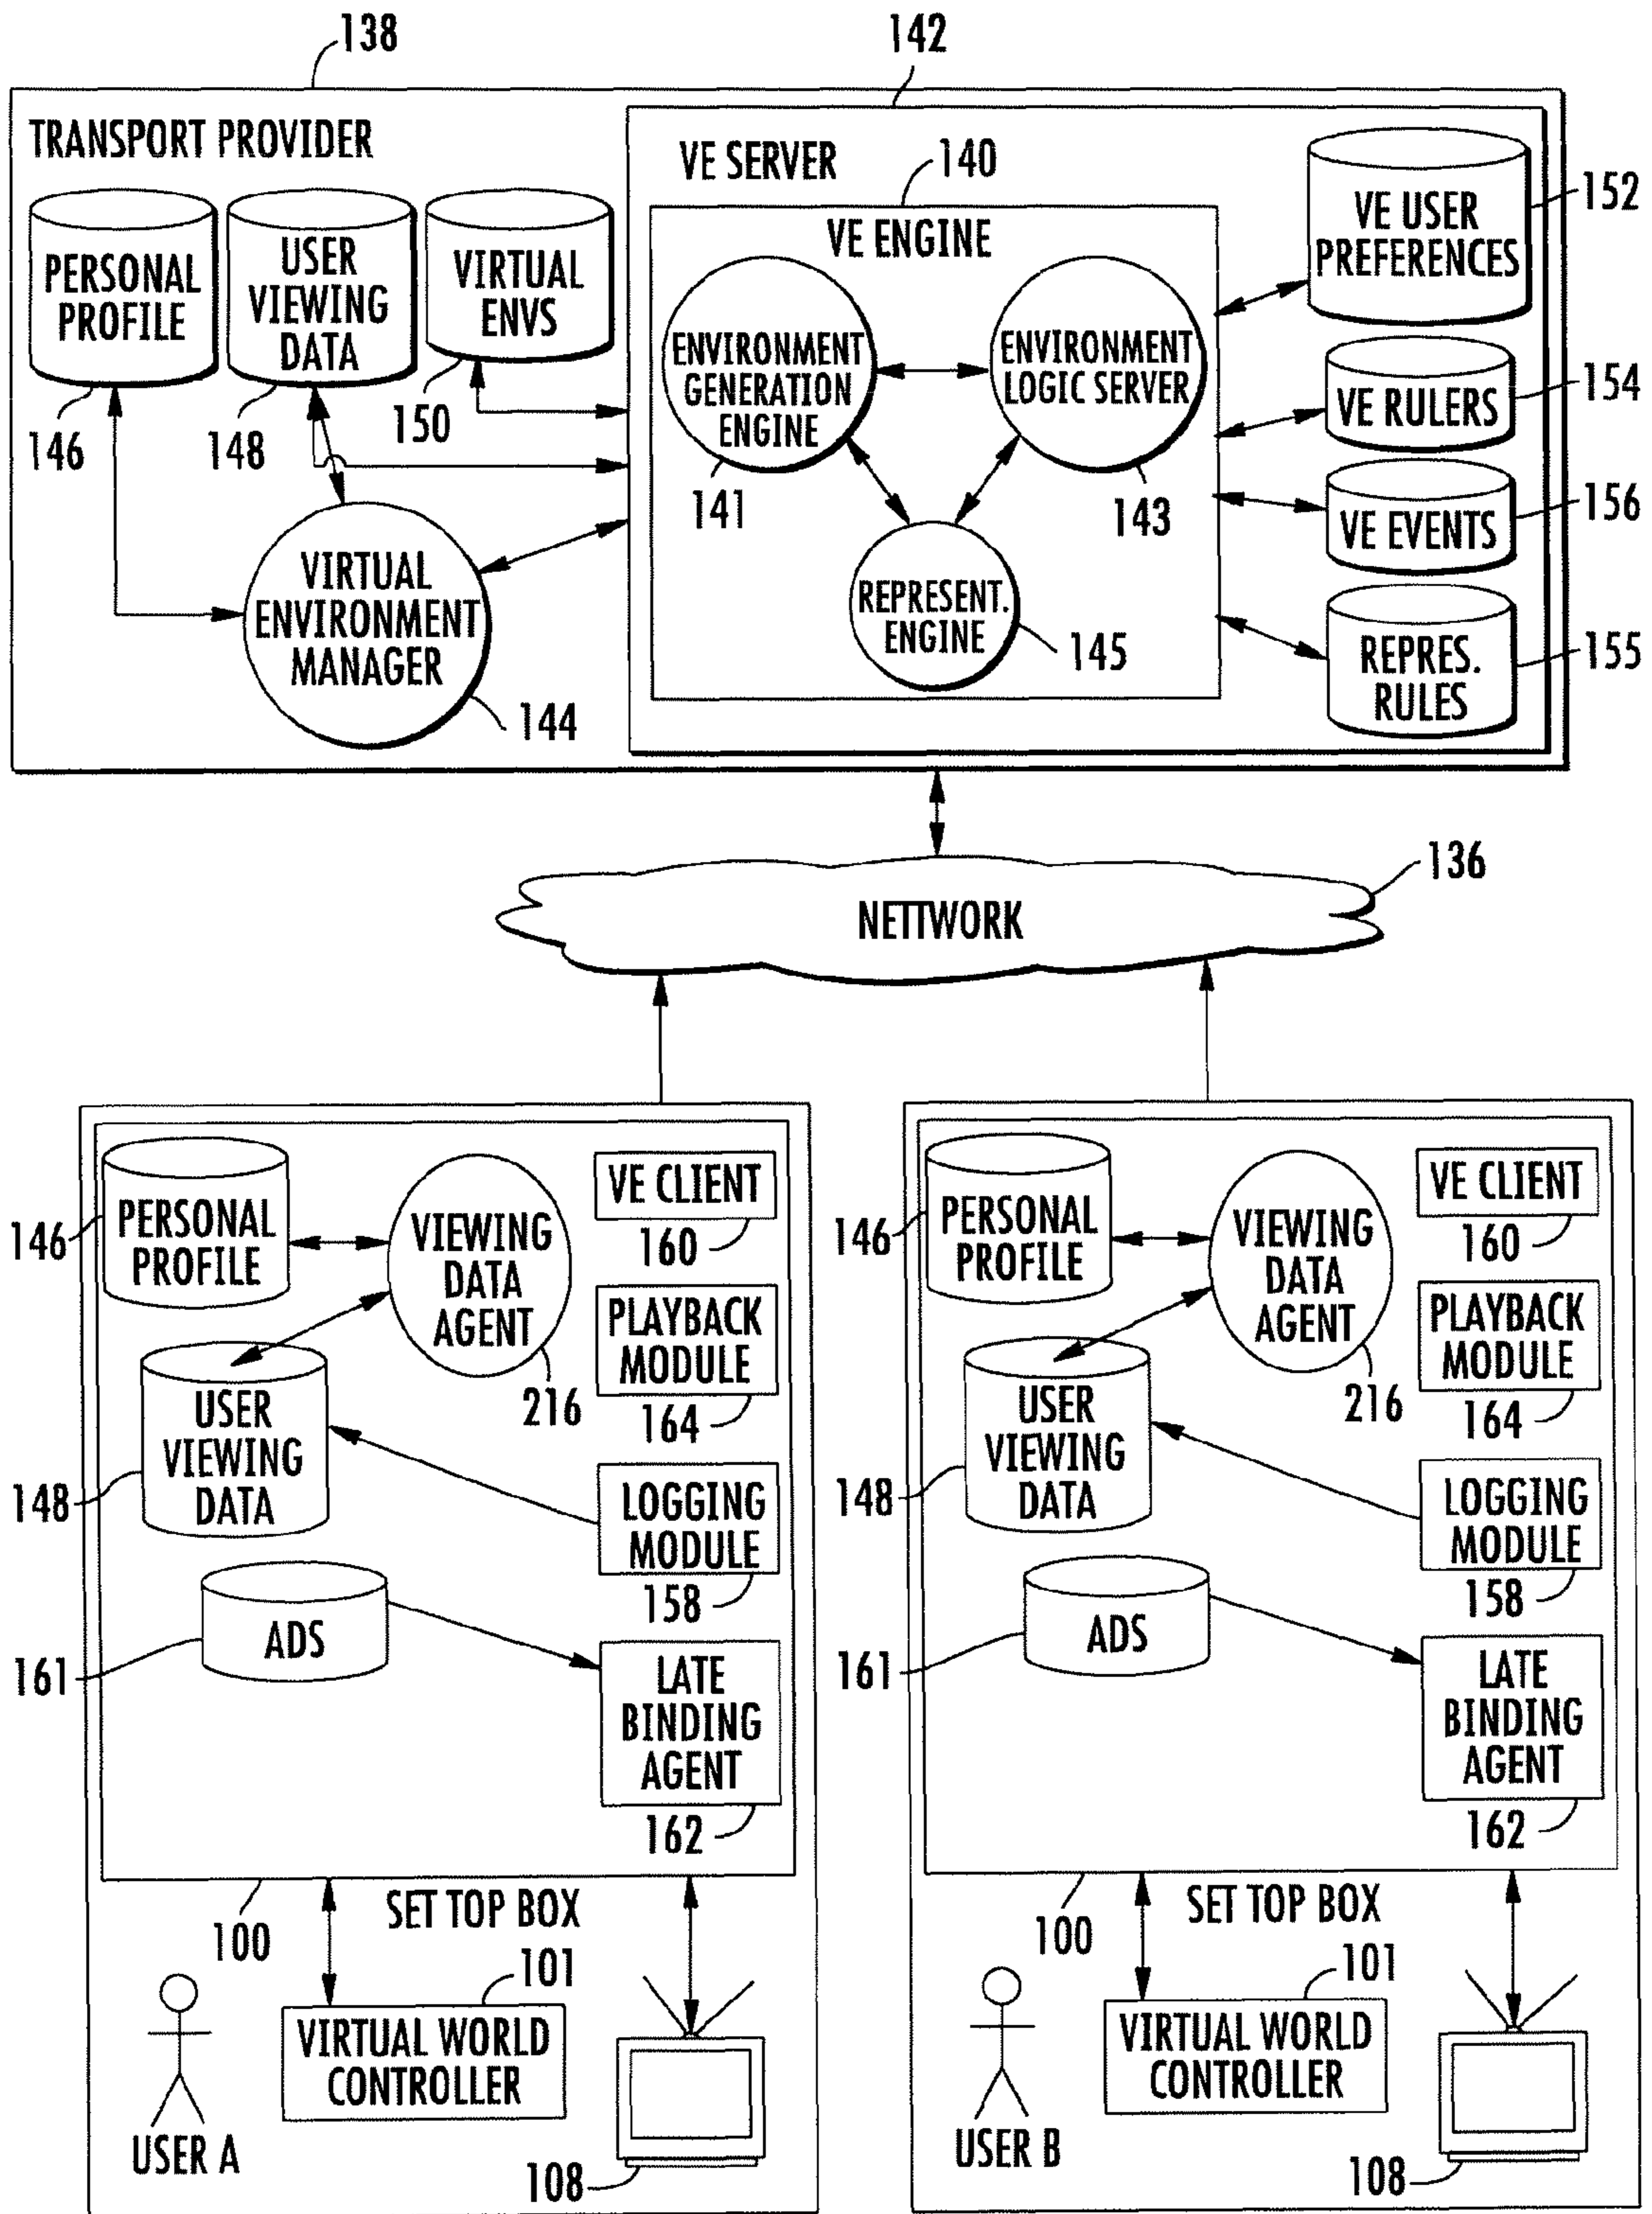 138
142
TRANSPORT PROVIDER
VE SERVER
140
152
PERSONAL
PROFILE
USER
VIEWING
DATA
VIRTUAL
ENVS
VE ENGINE
VE USER
PREFERENCES
ENVIRONMENT
GENERATION
ENGINE
ENVIRONMENT
LOGIC SERVER
154
VE RULERS
146
148
150
141
143
156
VE EVENTS
VIRTUAL
ENVIRONMENT
MANAGER
REPRESENT.
ENGINE
145
155
REPRES.
RULES
144
136
NETTWORK
146
PERSONAL
PROFILE
VIEWING
DATA
AGENT
VE CLIENT
160
PLAYBACK
MODULE
216
164
USER
VIEWING
DATA
148
LOGGING
MODULE
158
ADS
161
LATE
BINDING
AGENT
162
100
SET TOP BOX
101
VIRTUAL WORLD
CONTROLLER
USER A
108
146
PERSONAL
PROFILE
VIEWING
DATA
AGENT
VE CLIENT
160
PLAYBACK
MODULE
216
164
USER
VIEWING
DATA
148
LOGGING
MODULE
158
ADS
161
LATE
BINDING
AGENT
162
100
SET TOP BOX
101
VIRTUAL WORLD
CONTROLLER
USER B
108